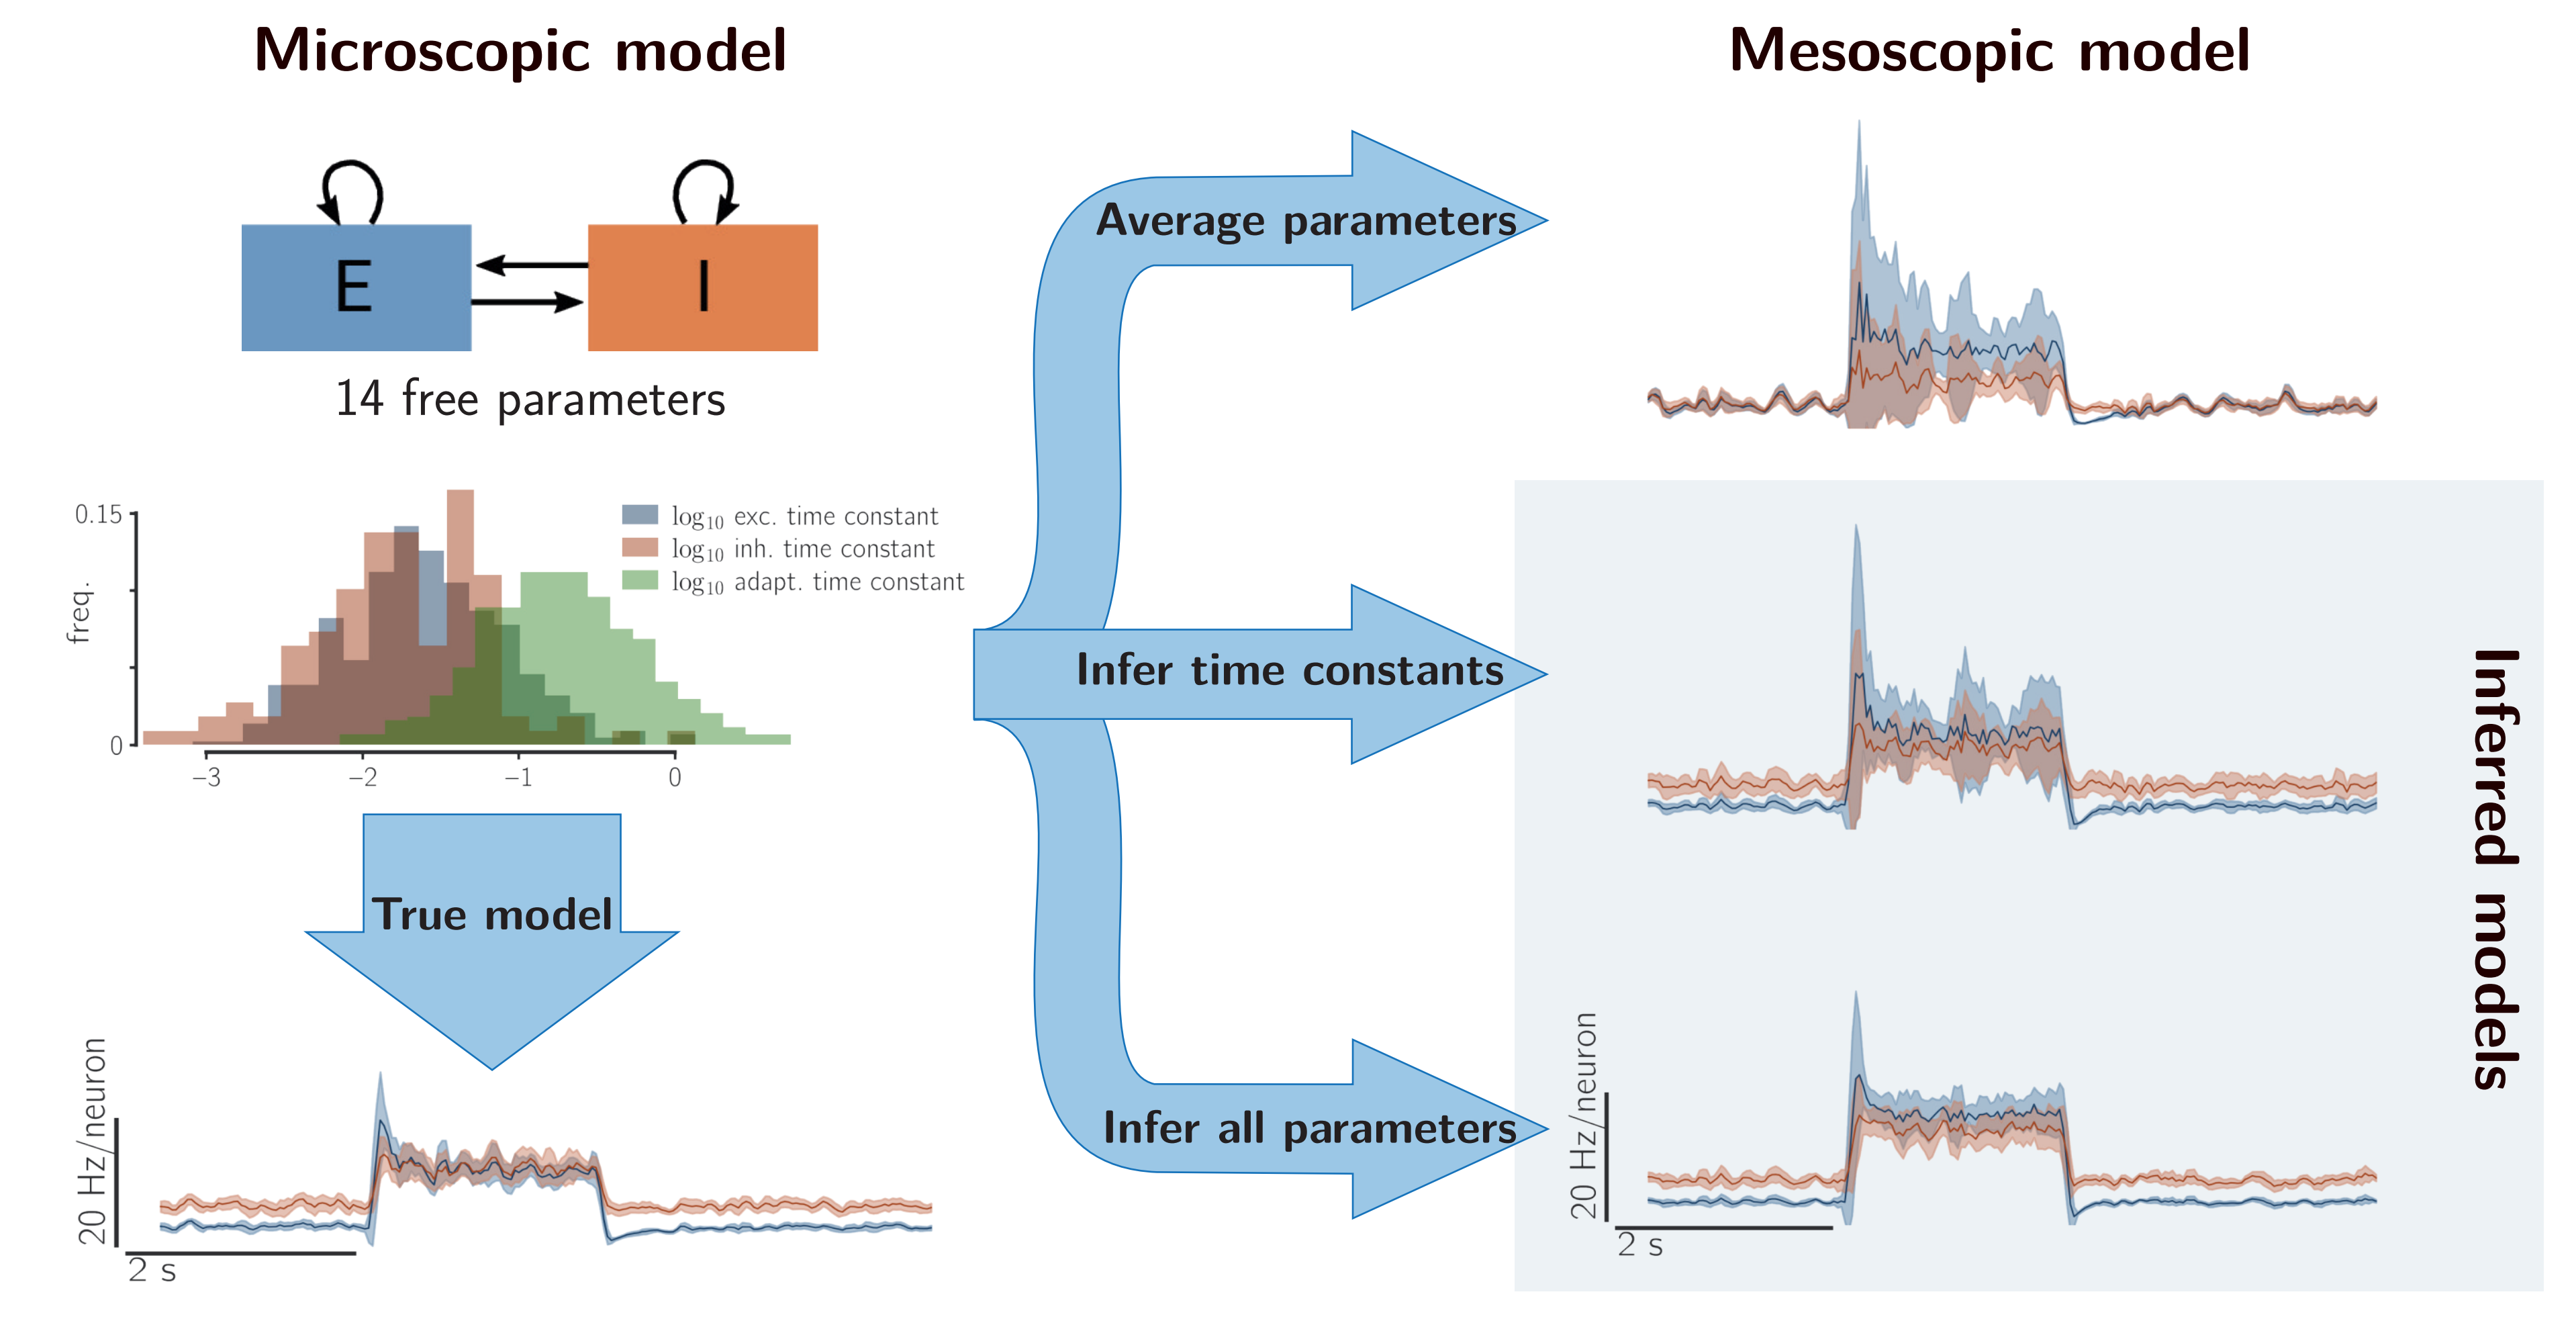 Microscopic model
E
I
14 free parameters
0.15
0
freq.
log10 exc. time constant
log10 inh. time constant
log10 adapt. time constant
−3
−2
−1
0
True model
20 Hz/neuron
2 s
Average parameters
Infer time constants
Infer all parameters
Mesoscopic model
Inferred models
20 Hz/neuron
2 s